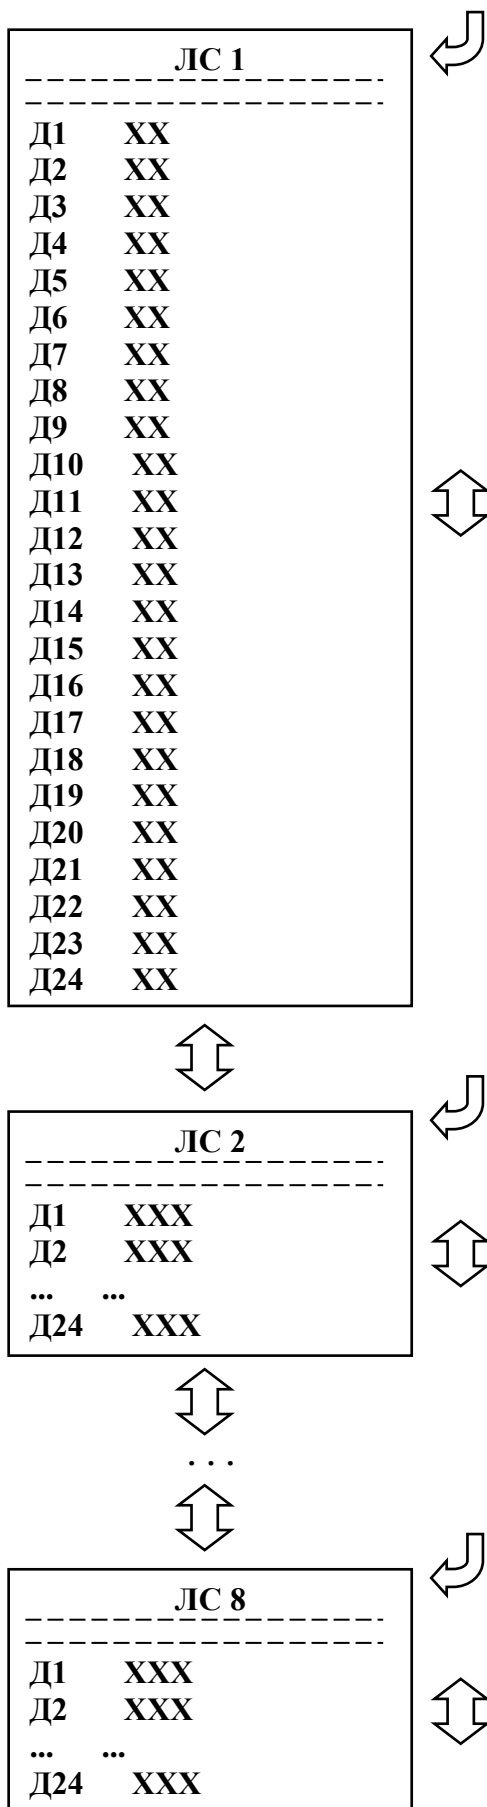 ЛС 1
Д1 XX
Д2 XX
Д3 XX
Д4 XX
Д5 XX
Д6 XX
Д7 XX
Д8 XX
Д9 XX
Д10 XX
Д11 XX
Д12 XX
Д13 XX
Д14 XX
Д15 XX
Д16 XX
Д17 XX
Д18 XX
Д19 XX
Д20 XX
Д21 XX
Д22 XX
Д23 XX
Д24 XX
ЛС 2
Д1 XXX
Д2 XXX
... ...
Д24 XXX
. . .
ЛС 8
Д1 XXX
Д2 XXX
... ...
Д24 XXX